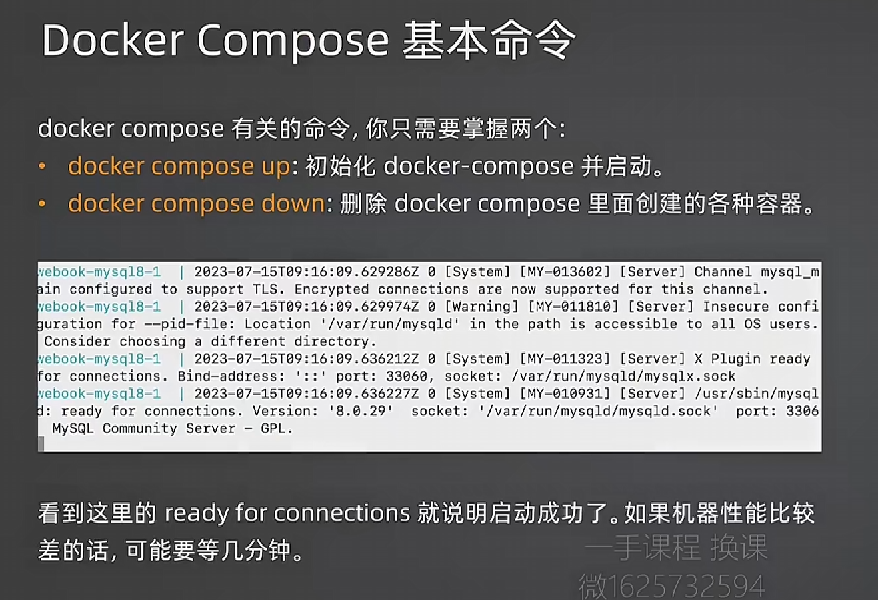 Docker Compose 基本命令
docker compose 有关的命令, 你只需要掌握两个:
• docker compose up: 初始化 docker-compose 并启动。
• docker compose down: 删除 docker compose 里面创建的各种容器。
webook-mysql8-1 | 2023-07-15T09:16:09.629286Z 0 [System] [MY-013602] [Server] Channel mysql_m
ain configured to support TLS. Encrypted connections are now supported for this channel.
webook-mysql8-1 | 2023-07-15T09:16:09.629974Z 0 [Warning] [MY-011810] [Server] Insecure confi
guration for --pid-file: Location '/var/run/mysqld' in the path is accessible to all OS users.
Consider choosing a different directory.
webook-mysql8-1 | 2023-07-15T09:16:09.636212Z 0 [System] [MY-011323] [Server] X Plugin ready
for connections. Bind-address: '::' port: 33060, socket: /var/run/mysqld/mysqlx.sock
webook-mysql8-1 | 2023-07-15T09:16:09.636227Z 0 [System] [MY-010931] [Server] /usr/sbin/mysql
d: ready for connections. Version: '8.0.29' socket: '/var/run/mysqld/mysqld.sock' port: 3306
MySQL Community Server - GPL.
看到这里的 ready for connections 就说明启动成功了。如果机器性能比较
差的话, 可能要等几分钟。
一手课程 换课
微1625732594